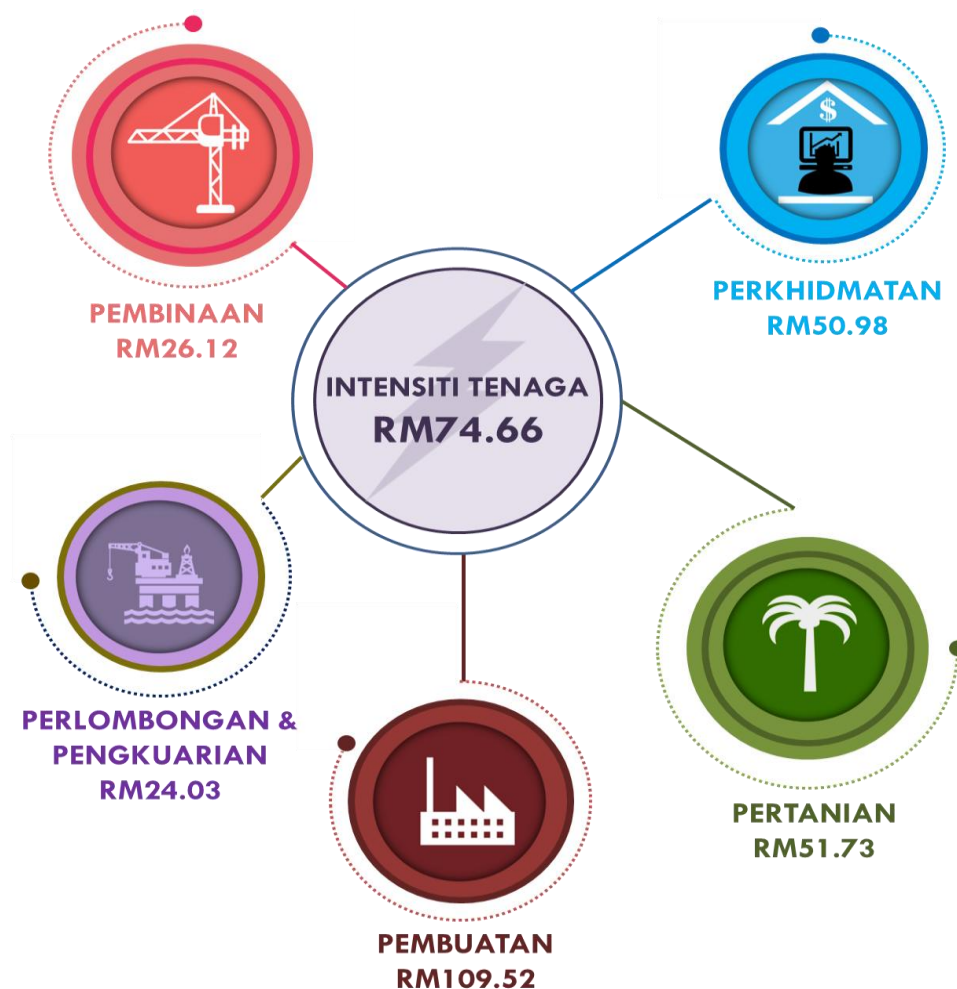 $
PEMBINAAN
RM26.12
PERKHIDMATAN
RM50.98
INTENSITI TENAGA
RM74.66
PERLOMBONGAN &
PENGKUARIAN
RM24.03
PERTANIAN
RM51.73
PEMBUATAN
RM109.52